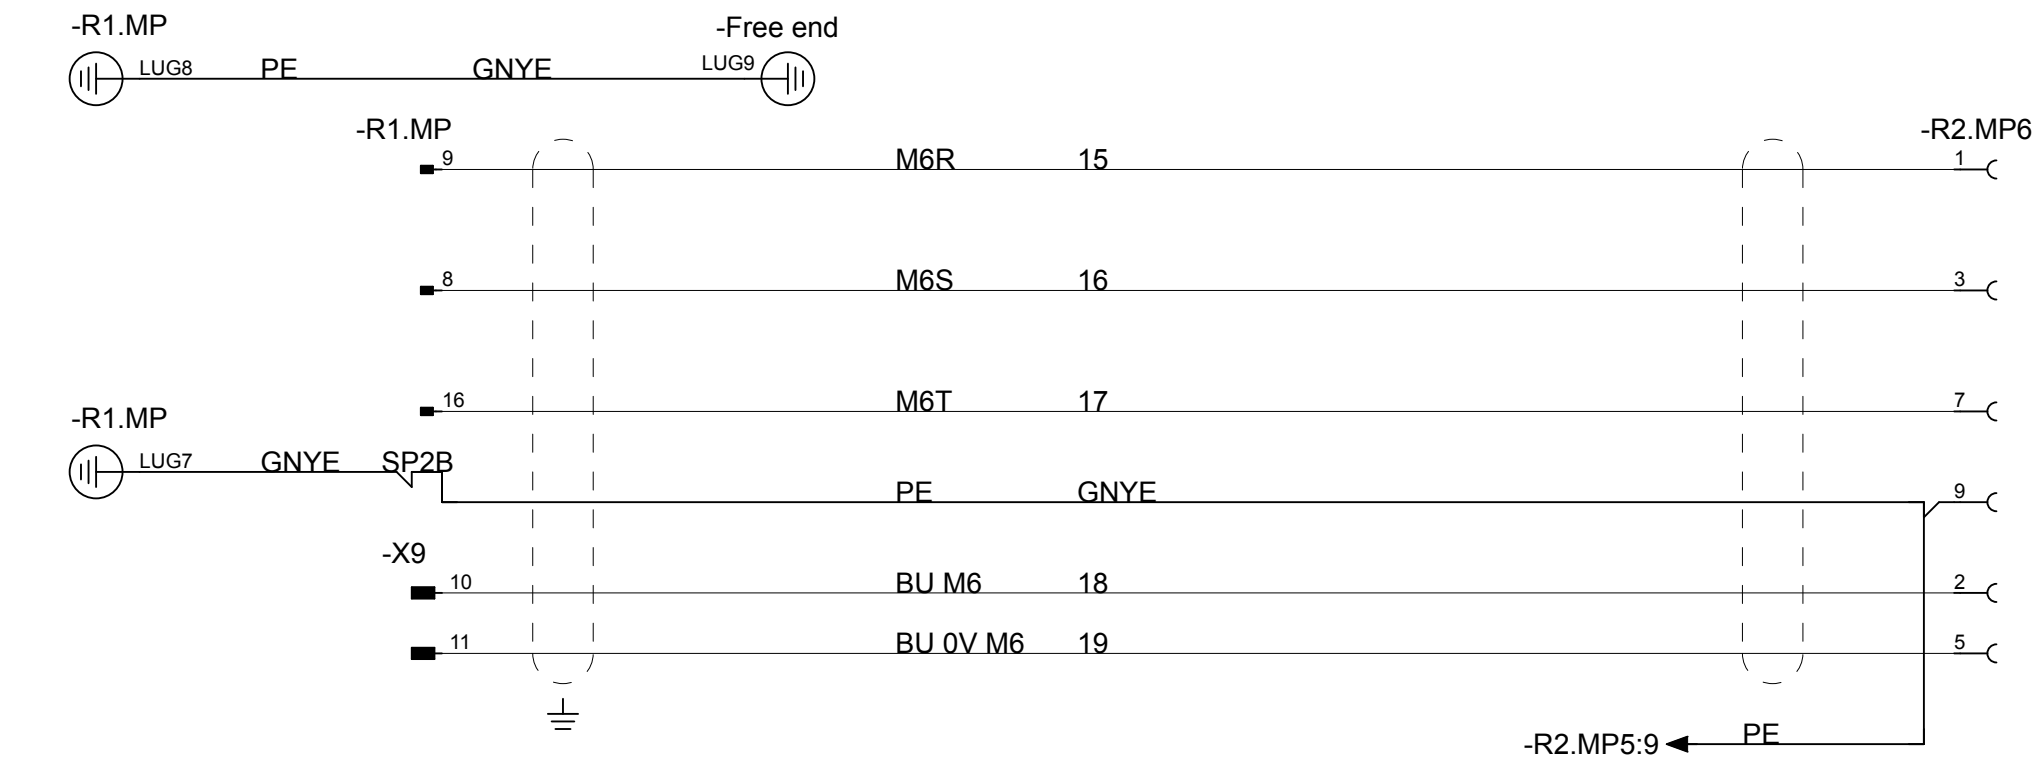 -R1.MP -Free end
LUG8 PE GNYE LUG9
-R1.MP -R2.MP6
9 M6R 15 1
8 M6S 16 3
16 M6T 17 7
-R1.MP
LUG7 GNYE SP2B
PE GNYE 9
-X9
10 BU M6 18 2
11 BU 0V M6 19 5
-R2.MP5:9 PE